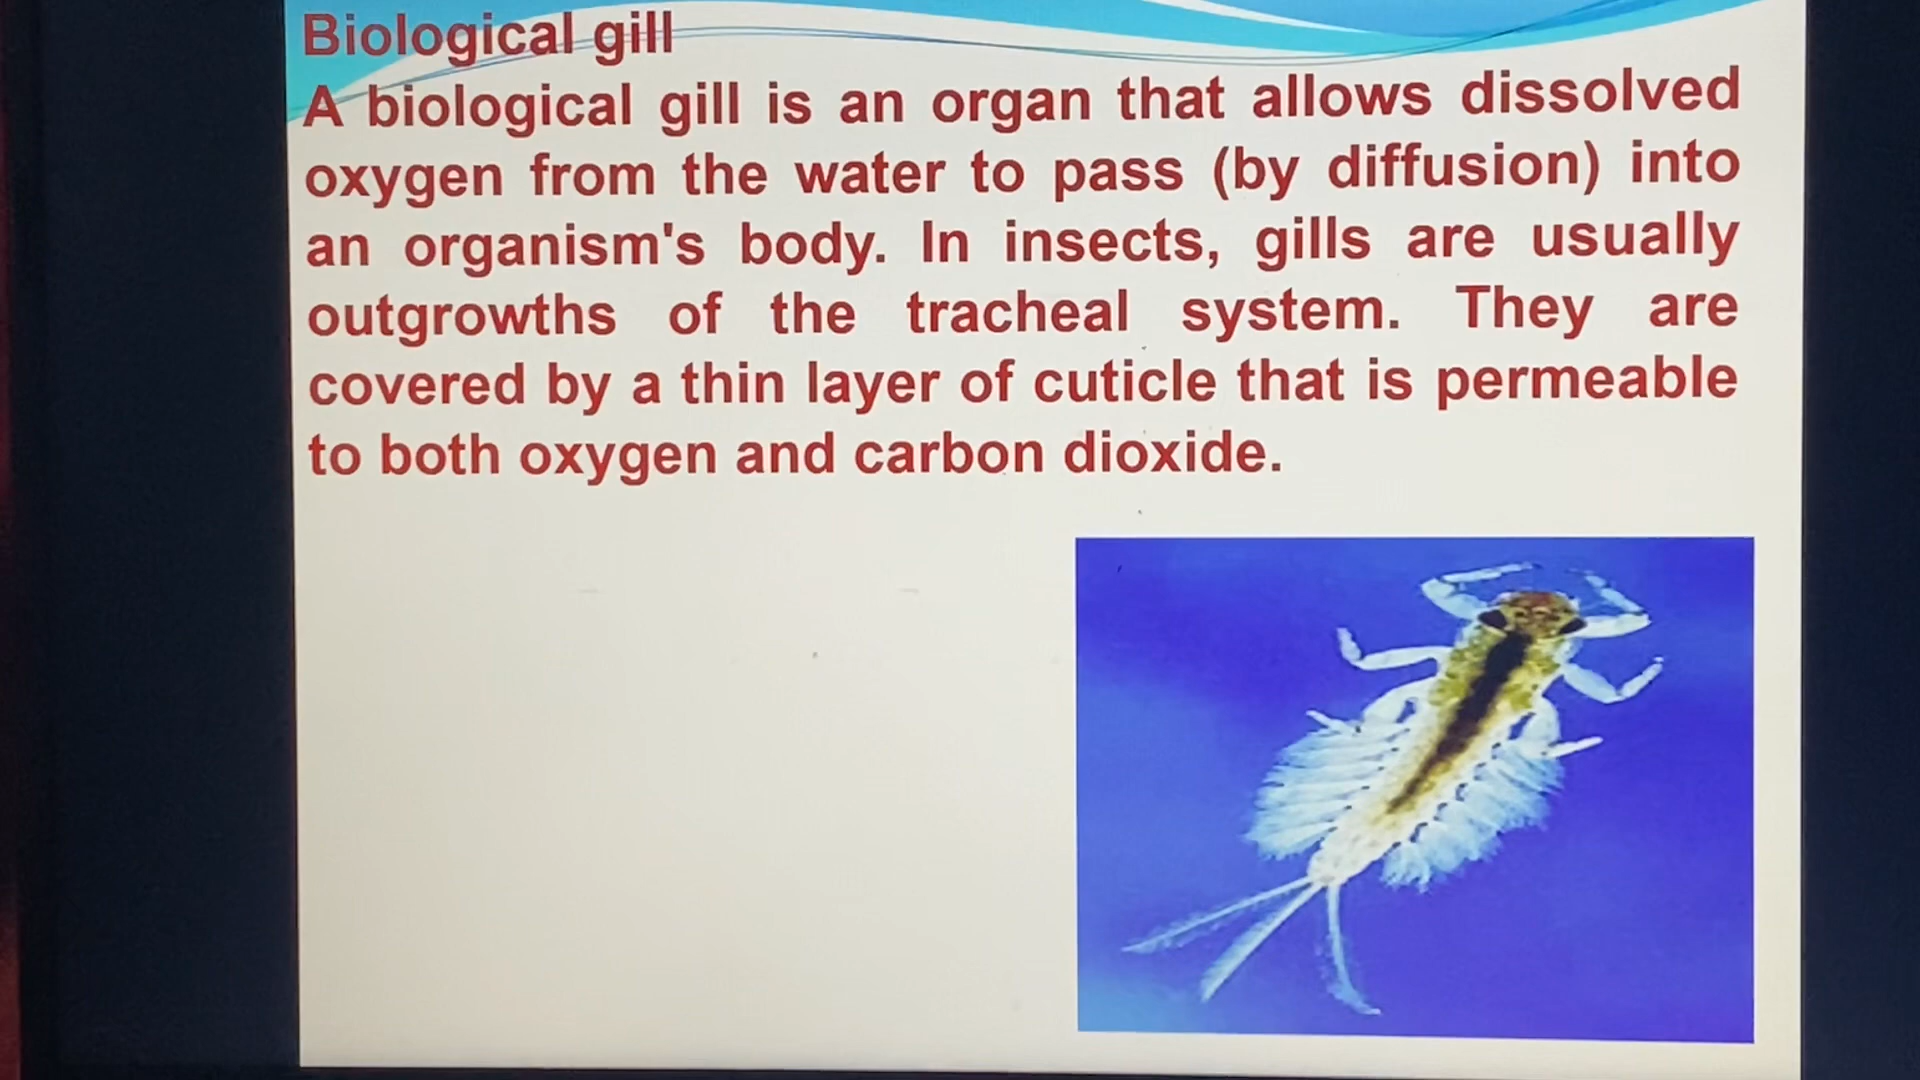 Biological gill
A biological gill is an organ that allows dissolved
oxygen from the water to pass (by diffusion) into
an organism's body. In insects, gills are usually
outgrowths of the tracheal system. They are
covered by a thin layer of cuticle that is permeable
to both oxygen and carbon dioxide.